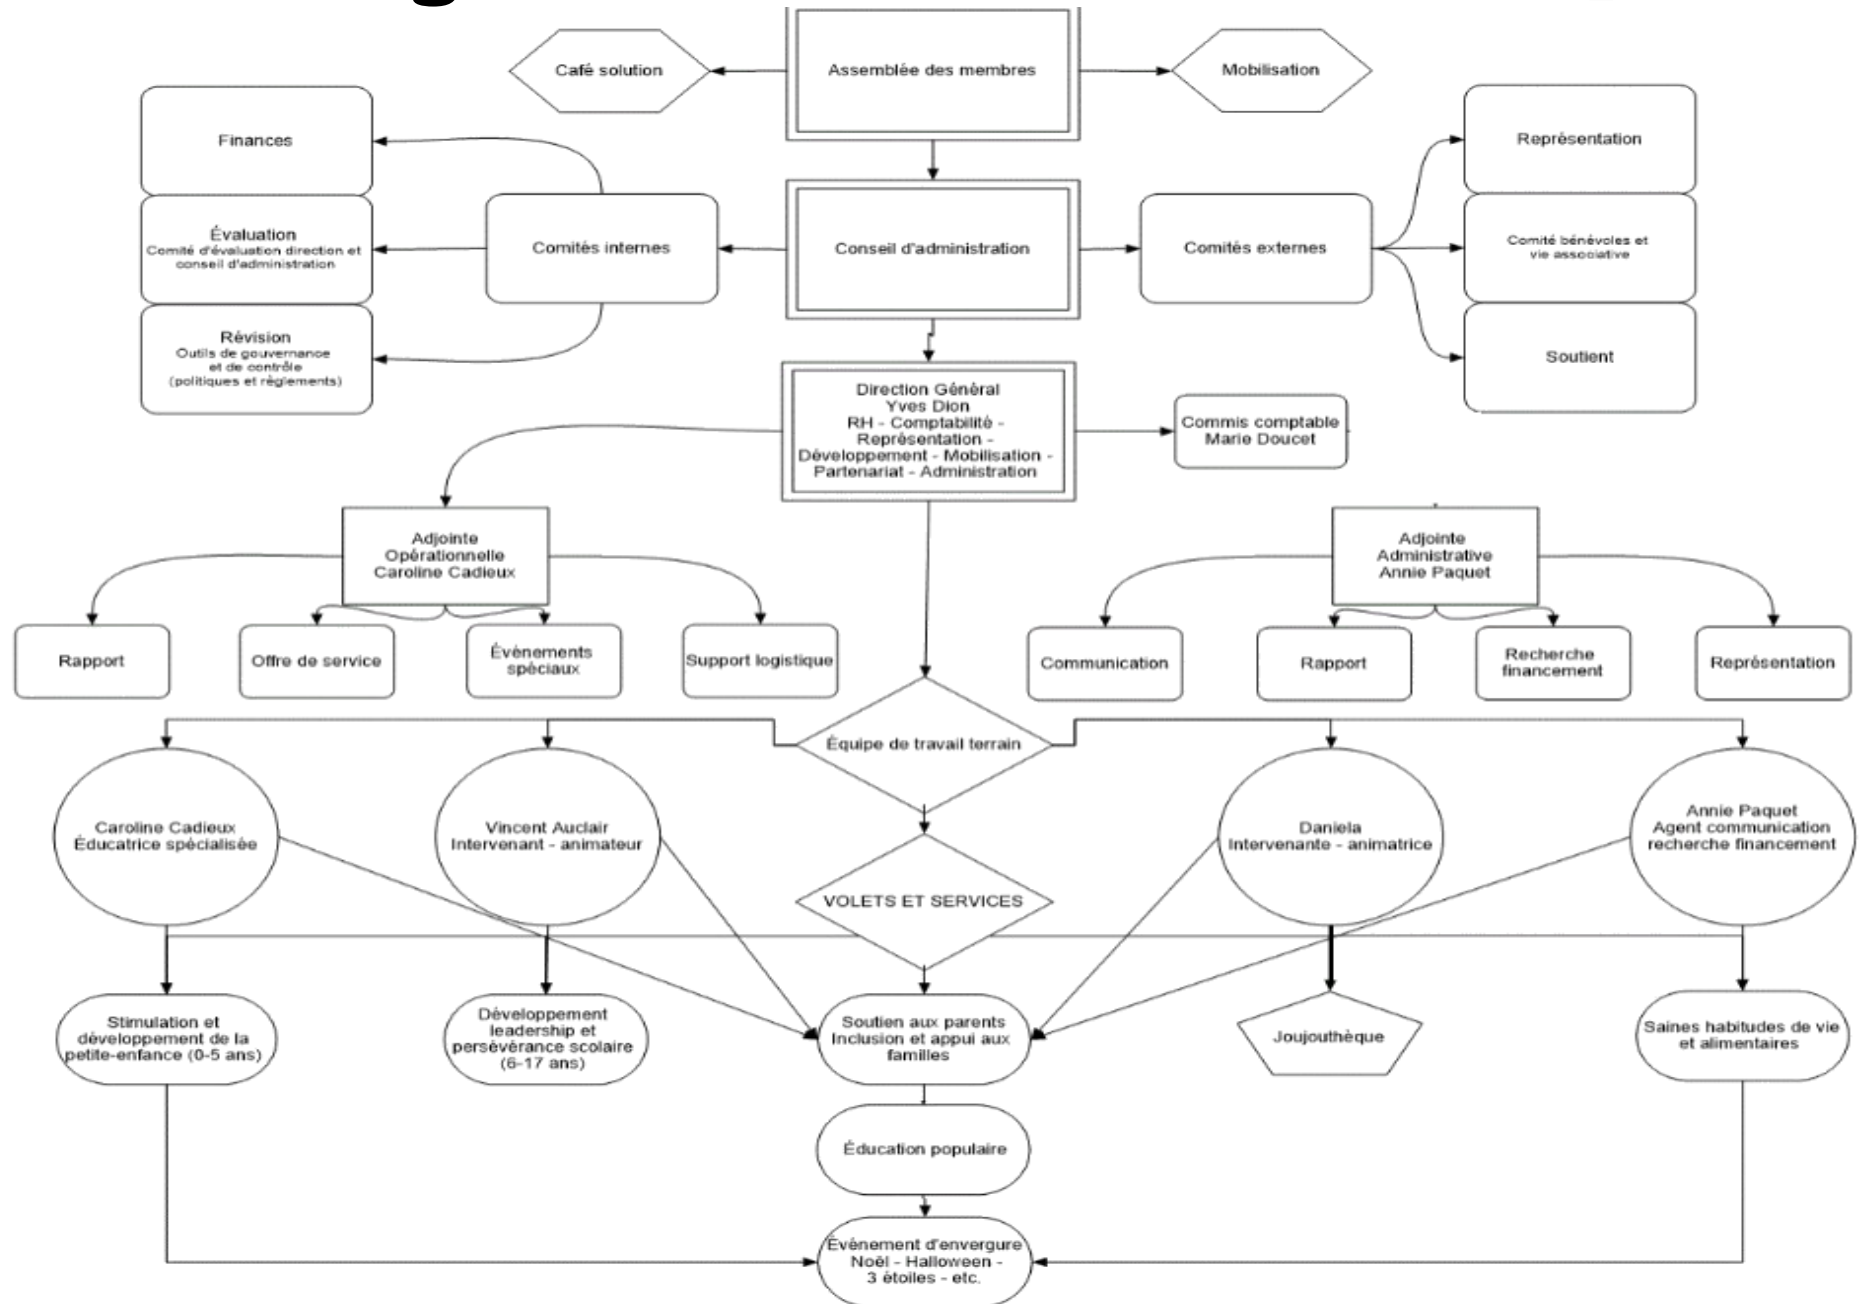 Café solution
Assemblée des membres
Mobilisation
Finances
Représentation
Évaluation
Comité d'évaluation direction et
conseil d'administration
Comités internes
Conseil d'administration
Comités externes
Comité bénévoles et
vie associative
Révision
Outils de gouvernance
et de contrôle
(politiques et règlements)
Soutient
Direction Général
Yves Dion
RH - Comptabilité -
Représentation -
Développement - Mobilisation -
Partenariat - Administration
Commis comptable
Marie Doucet
Adjointe
Opérationnelle
Caroline Cadieux
Adjointe
Administrative
Annie Paquet
Rapport
Offre de service
Évènements
spéciaux
Support logistique
Communication
Rapport
Recherche
financement
Représentation
Équipe de travail terrain
Caroline Cadieux
Éducatrice spécialisée
Vincent Auclair
Intervenant - animateur
Daniela
Intervenante - animatrice
Annie Paquet
Agent communication
recherche financement
VOLETS ET SERVICES
Stimulation et
développement de la
petite-enfance (0-5 ans)
Développement
leadership et
persévérance scolaire
(6-17 ans)
Soutien aux parents
Inclusion et appui aux
familles
Joujouthèque
Saines habitudes de vie
et alimentaires
Éducation populaire
Évènement d'envergure
Noël - Halloween -
3 étoiles - etc.